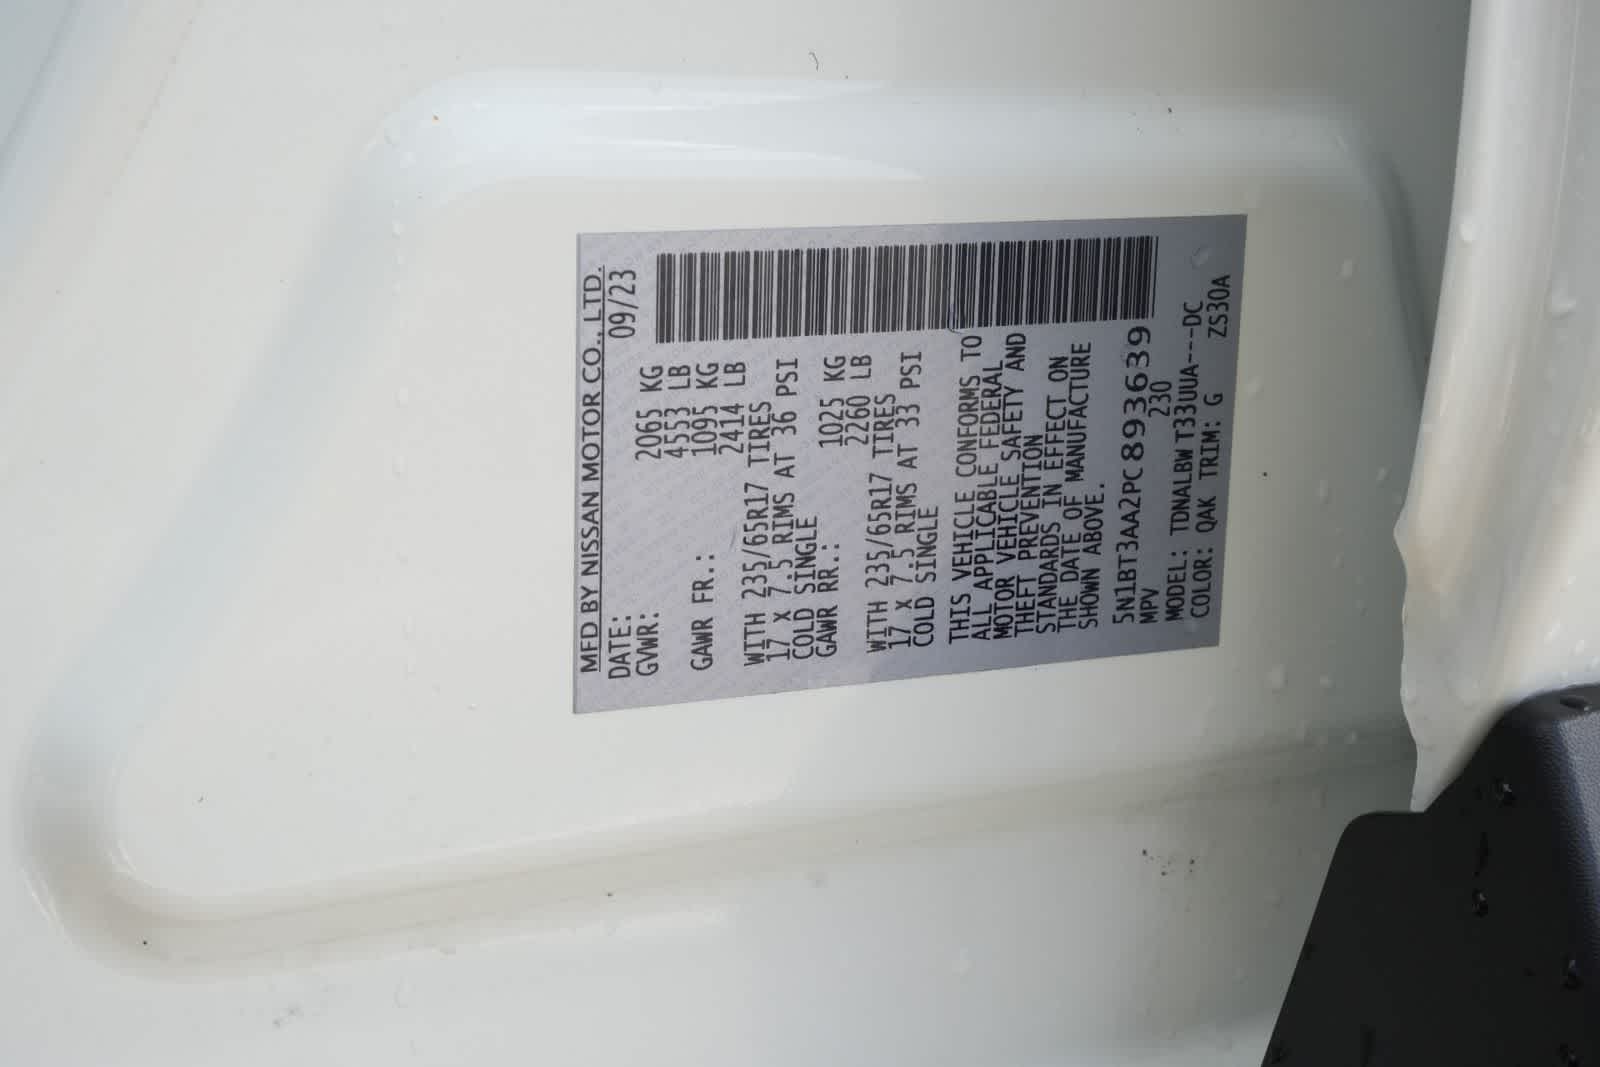 MFD BY NISSAN MOTOR CO., LTD.
DATE: 09/23
GVWR: 2065 KG
4553 LB
GAWR FR.: 1095 KG
2414 LB
WITH 235/65R17 TIRES
17 X 7.5 RIMS AT 36 PSI
COLD SINGLE
GAWR RR.: 1025 KG
2260 LB
WITH 235/65R17 TIRES
17 X 7.5 RIMS AT 33 PSI
COLD SINGLE
THIS VEHICLE CONFORMS TO
ALL APPLICABLE FEDERAL
MOTOR VEHICLE SAFETY AND
THEFT PREVENTION
STANDARDS IN EFFECT ON
THE DATE OF MANUFACTURE
SHOWN ABOVE.
5N1BT3AA2PC893639
MPV 230
MODEL: TDNALBW T33UUA---DC
COLOR: QAK TRIM: G ZS30A